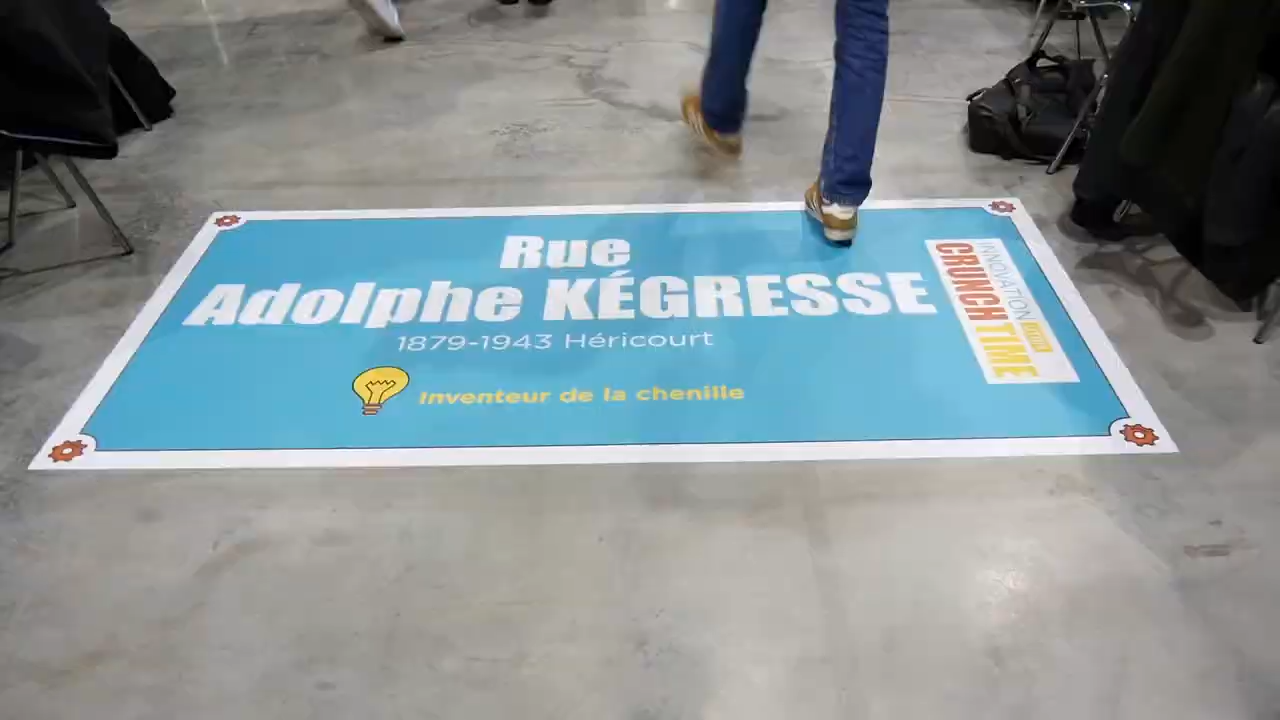 Rue
Adolphe KÉGRESSE
1879-1943 Héricourt
Inventeur de la chenille
INNOVATION
CRUNCH TIME